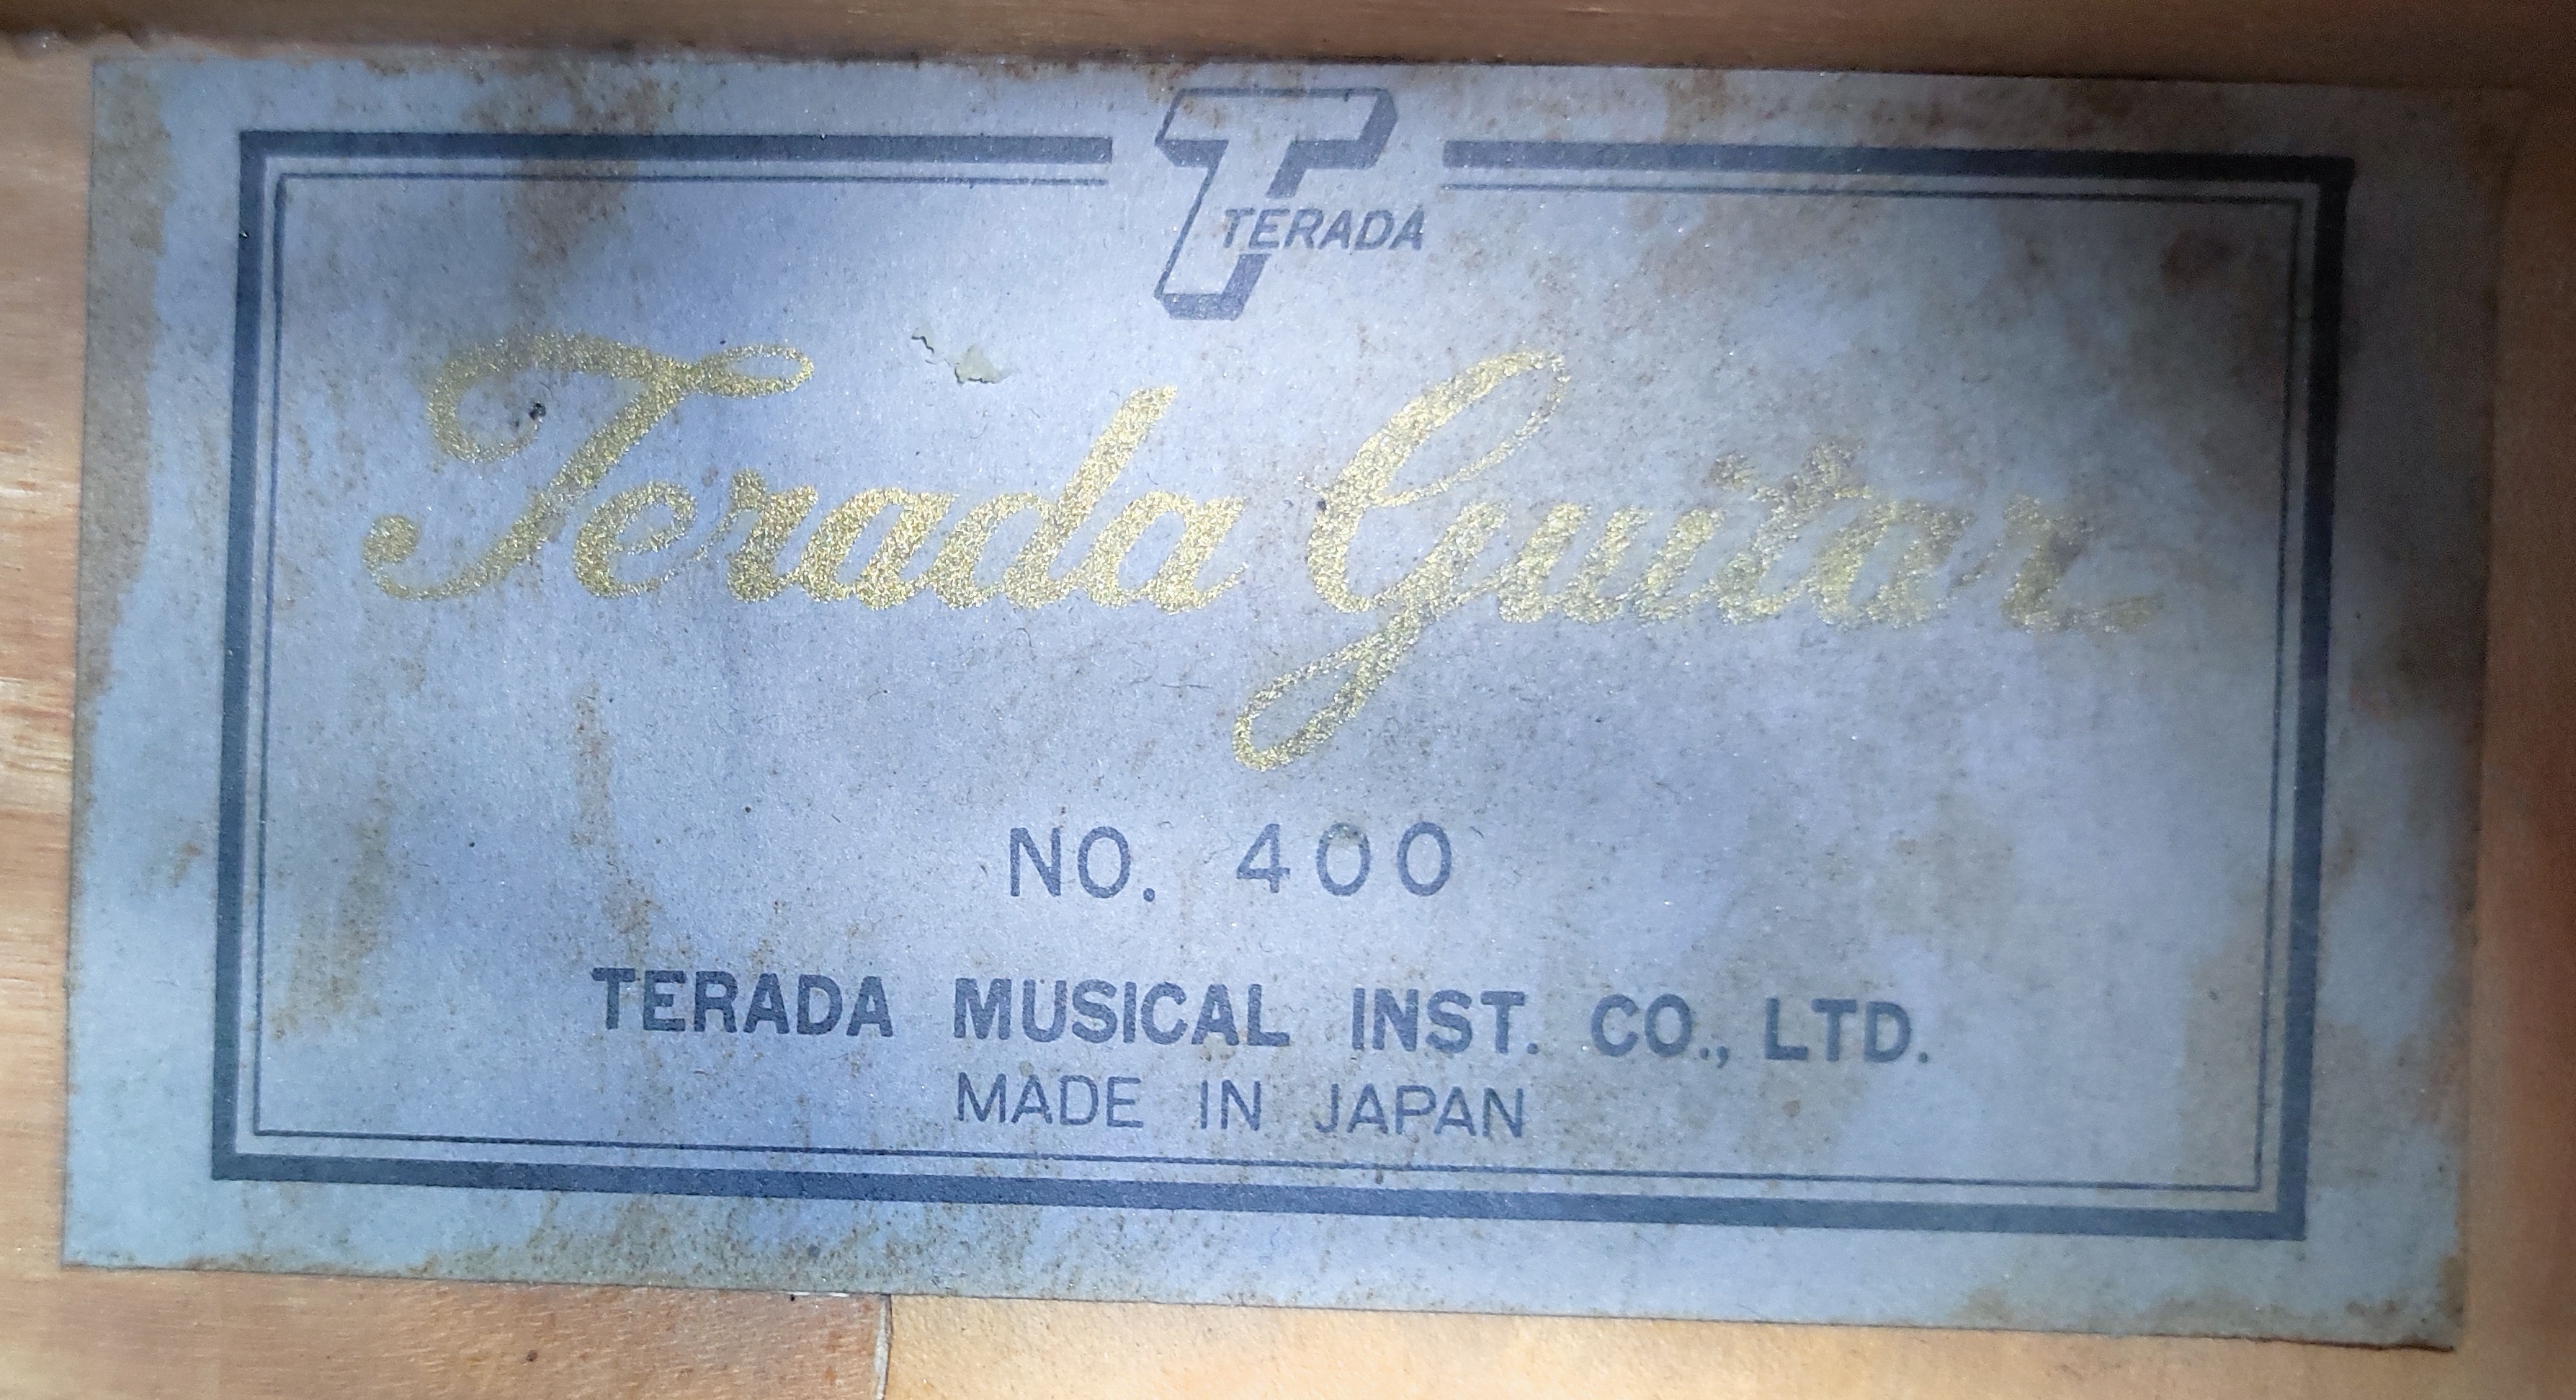 T
TERADA
Terada Guitar
NO. 400
TERADA MUSICAL INST. CO., LTD.
MADE IN JAPAN